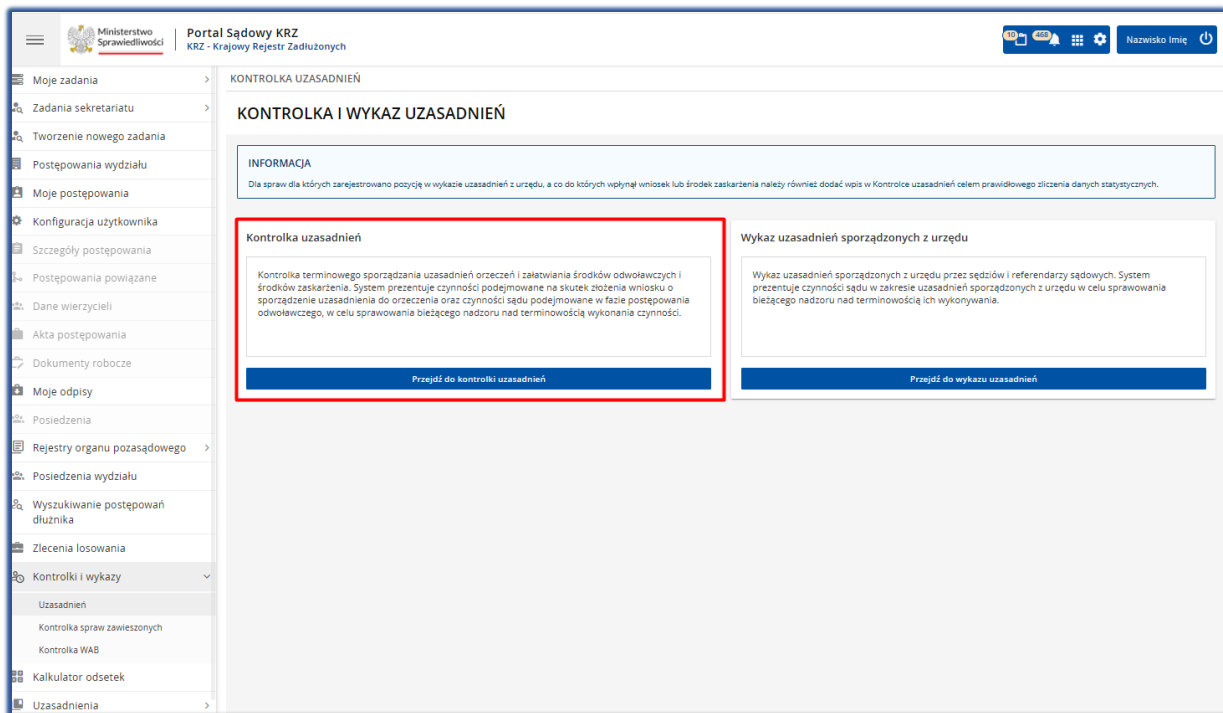 Ministerstwo
Sprawiedliwości
Portal Sądowy KRZ
KRZ - Krajowy Rejestr Zadłużonych
10
468
Nazwisko Imię
Moje zadania
Zadania sekretariatu
Tworzenie nowego zadania
Postępowania wydziału
Moje postępowania
Konfiguracja użytkownika
Szczegóły postępowania
Postępowania powiązane
Dane wierzycieli
Akta postępowania
Dokumenty robocze
Moje odpisy
Posiedzenia
Rejestry organu pozasądowego
Posiedzenia wydziału
Wyszukiwanie postępowań
dłużnika
Zlecenia losowania
Kontrolki i wykazy
Uzasadnień
Kontrolka spraw zawieszonych
Kontrolka WAB
Kalkulator odsetek
Uzasadnienia
KONTROLKA UZASADNIEŃ
KONTROLKA I WYKAZ UZASADNIEŃ
INFORMACJA
Dla spraw dla których zarejestrowano pozycję w wykazie uzasadnień z urzędu, a co do których wpłynął wniosek lub środek zaskarżenia należy również dodać wpis w Kontrolce uzasadnień celem prawidłowego zliczenia danych statystycznych.
Kontrolka uzasadnień
Kontrolka terminowego sporządzania uzasadnień orzeczeń i załatwiania środków odwoławczych i
środków zaskarżenia. System prezentuje czynności podejmowane na skutek złożenia wniosku o
sporządzenie uzasadnienia do orzeczenia oraz czynności sądu podejmowane w fazie postępowania
odwoławczego, w celu sprawowania bieżącego nadzoru nad terminowością wykonania czynności.
Przejdź do kontrolki uzasadnień
Wykaz uzasadnień sporządzonych z urzędu
Wykaz uzasadnień sporządzonych z urzędu przez sędziów i referendarzy sądowych. System
prezentuje czynności sądu w zakresie uzasadnień sporządzonych z urzędu w celu sprawowania
bieżącego nadzoru nad terminowością ich wykonywania.
Przejdź do wykazu uzasadnień